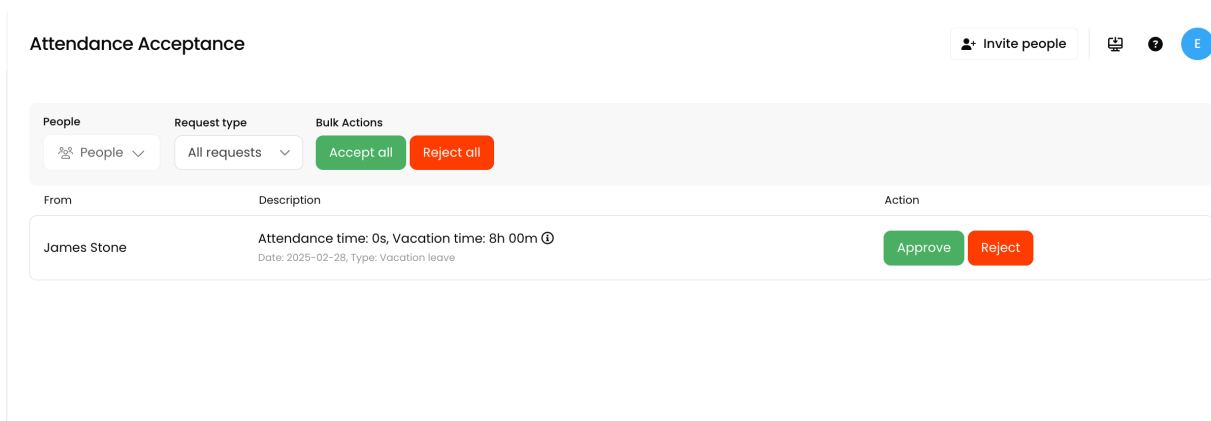 Attendance Acceptance
Invite people
E
People
Request type
Bulk Actions
People
All requests
Accept all
Reject all
From
Description
Action
James Stone
Attendance time: 0s, Vacation time: 8h 00m
Date: 2025-02-28, Type: Vacation leave
Approve
Reject